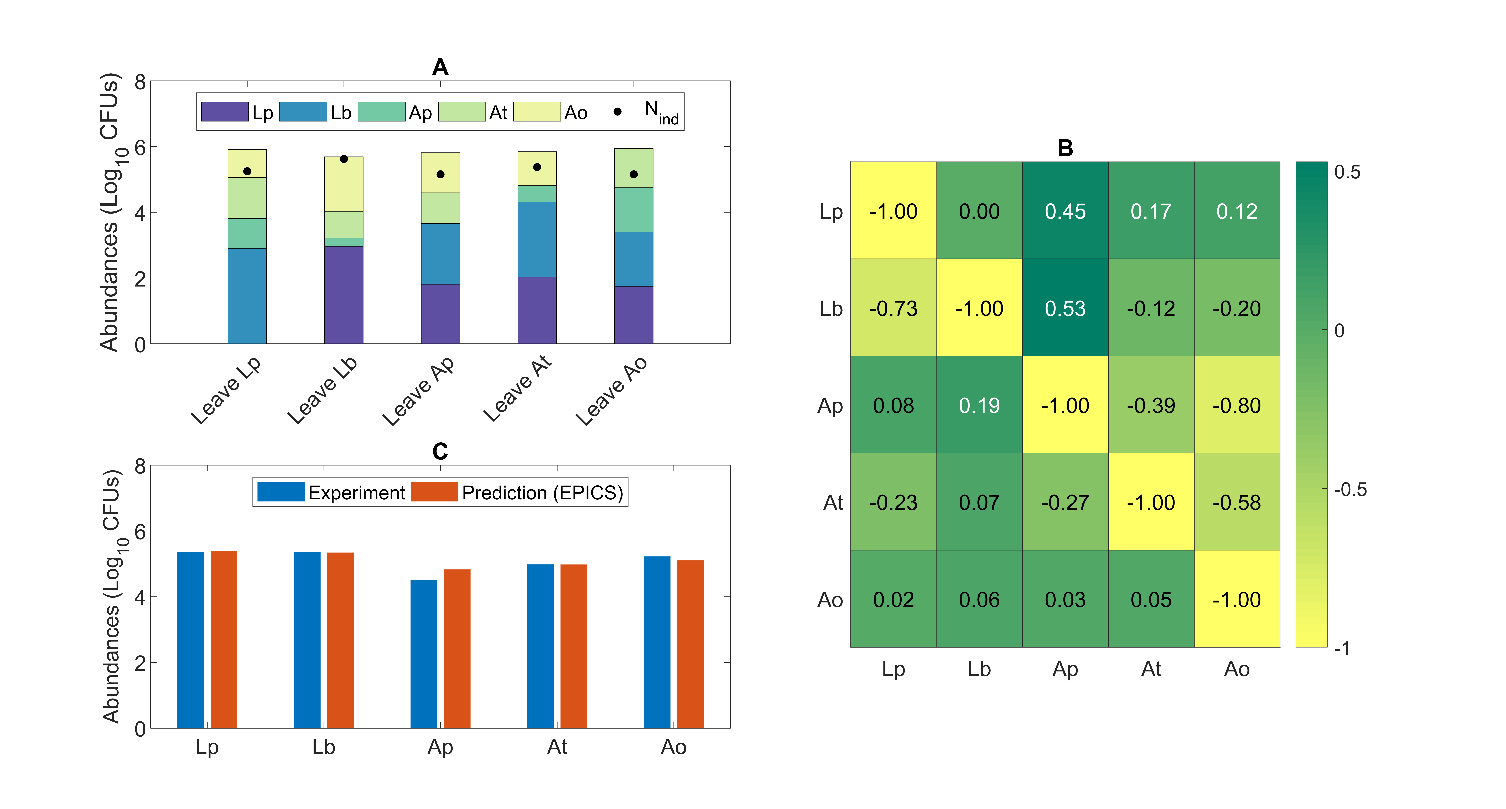 A
Abundances (Log10 CFUs)
8
6
4
2
0
Lp Lb Ap At Ao Nind
Leave Lp Leave Lb Leave Ap Leave At Leave Ao
C
Abundances (Log10 CFUs)
8
6
4
2
0
Experiment Prediction (EPICS)
Lp Lb Ap At Ao
B
Lp -1.00 0.00 0.45 0.17 0.12
Lb -0.73 -1.00 0.53 -0.12 -0.20
Ap 0.08 0.19 -1.00 -0.39 -0.80
At -0.23 0.07 -0.27 -1.00 -0.58
Ao 0.02 0.06 0.03 0.05 -1.00
Lp Lb Ap At Ao
0.5
0
-0.5
-1